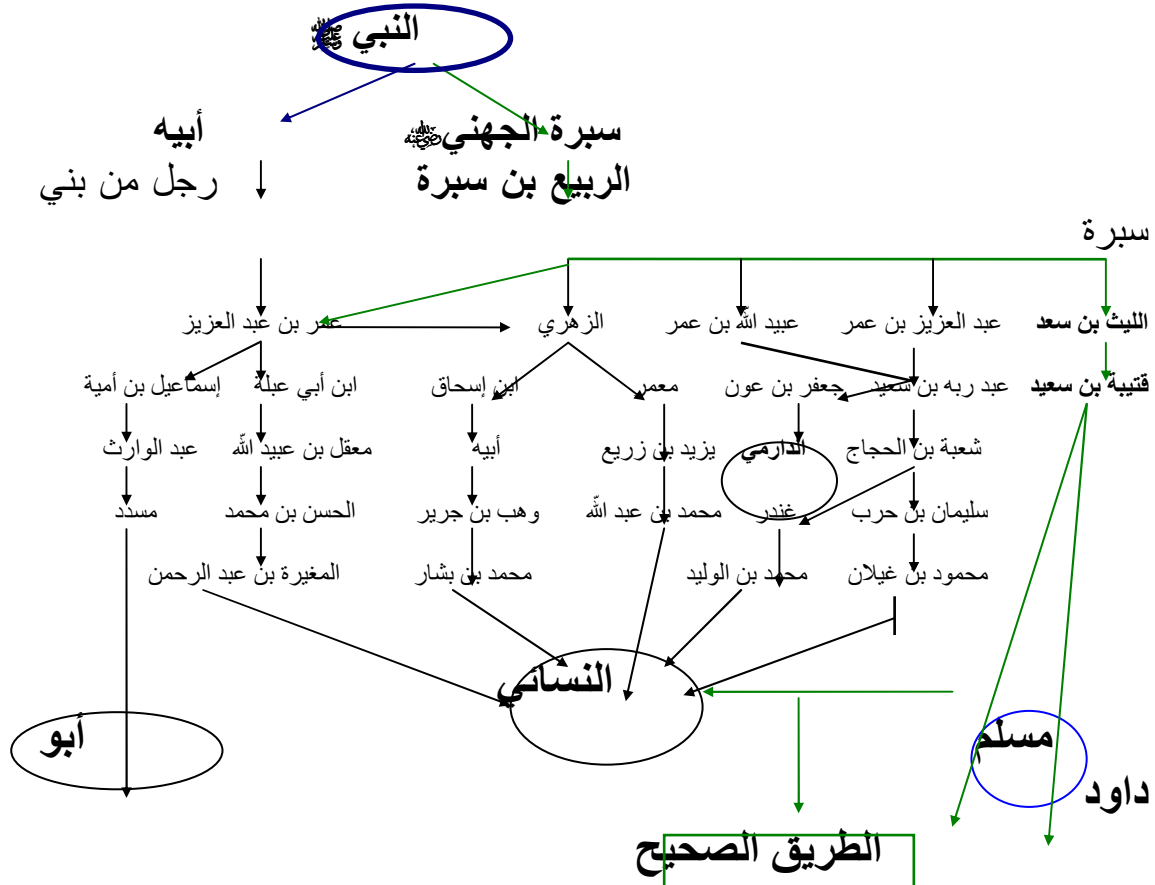 النبي ﷺ
سبرة الجهني رضي الله عنه أبيه
الربيع بن سبرة رجل من بني
سبرة
الليث بن سعد عبد العزيز بن عمر عبيد الله بن عمر الزهري عمر بن عبد العزيز
قتيبة بن سعيد عبد ربه بن سعيد جعفر بن عون معمر ابن إسحاق ابن أبي عبلة إسماعيل بن أمية
شعبة بن الحجاج الدارمي يزيد بن زريع أبيه معقل بن عبيد الله عبد الوارث
سليمان بن حرب غندر محمد بن عبد الله وهب بن جرير الحسن بن محمد مسدد
محمود بن غيلان محمد بن الوليد محمد بن بشار المغيرة بن عبد الرحمن
النسائي
مسلم أبو
داود
الطريق الصحيح